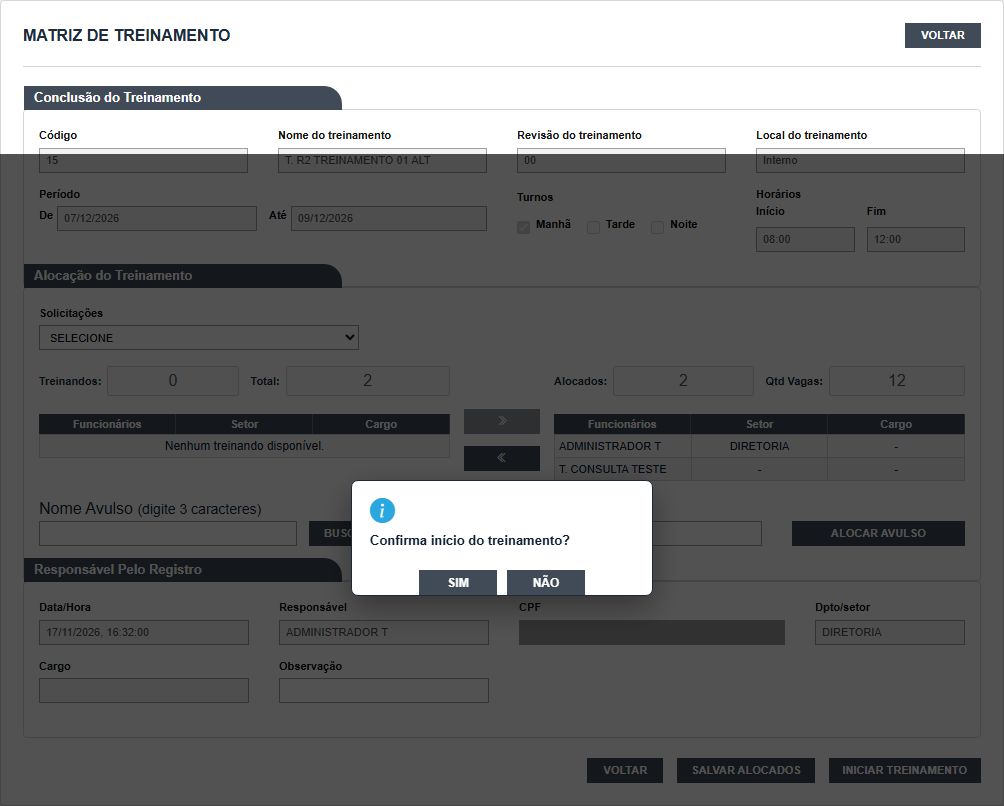 MATRIZ DE TREINAMENTO
VOLTAR
Conclusão do Treinamento
Código Nome do treinamento Revisão do treinamento Local do treinamento
15 T. R2 TREINAMENTO 01 ALT 00 Interno
Período Turnos Horários
De 07/12/2026 Até 09/12/2026 Manhã Tarde Noite Início Fim
08:00 12:00
Alocação do Treinamento
Solicitações
SELECIONE
Treinandos: 0 Total: 2 Alocados: 2 Qtd Vagas: 12
Funcionários Setor Cargo » Funcionários Setor Cargo
Nenhum treinando disponível. « ADMINISTRADOR T DIRETORIA -
T. CONSULTA TESTE - -
Nome Avulso (digite 3 caracteres)
BUSC ALOCAR AVULSO
i
Confirma início do treinamento?
SIM NÃO
Responsável Pelo Registro
Data/Hora Responsável CPF Dpto/setor
17/11/2026, 16:32:00 ADMINISTRADOR T DIRETORIA
Cargo Observação
VOLTAR SALVAR ALOCADOS INICIAR TREINAMENTO